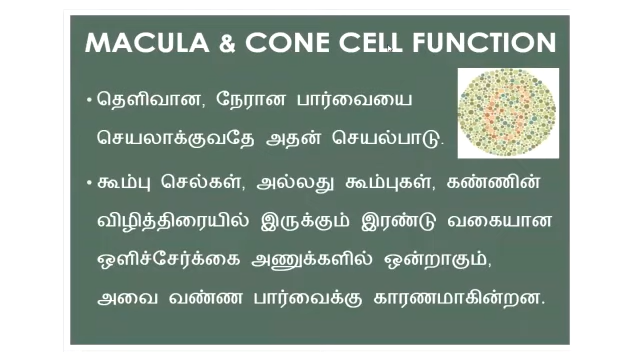 MACULA & CONE CELL FUNCTION
• தெளிவான, நேரான பார்வையை
செயலாக்குவதே அதன் செயல்பாடு.
• கூம்பு செல்கள், அல்லது கூம்புகள், கண்ணின்
விழித்திரையில் இருக்கும் இரண்டு வகையான
ஒளிச்சேர்க்கை அணுக்களில் ஒன்றாகும்,
அவை வண்ண பார்வைக்கு காரணமாகின்றன.